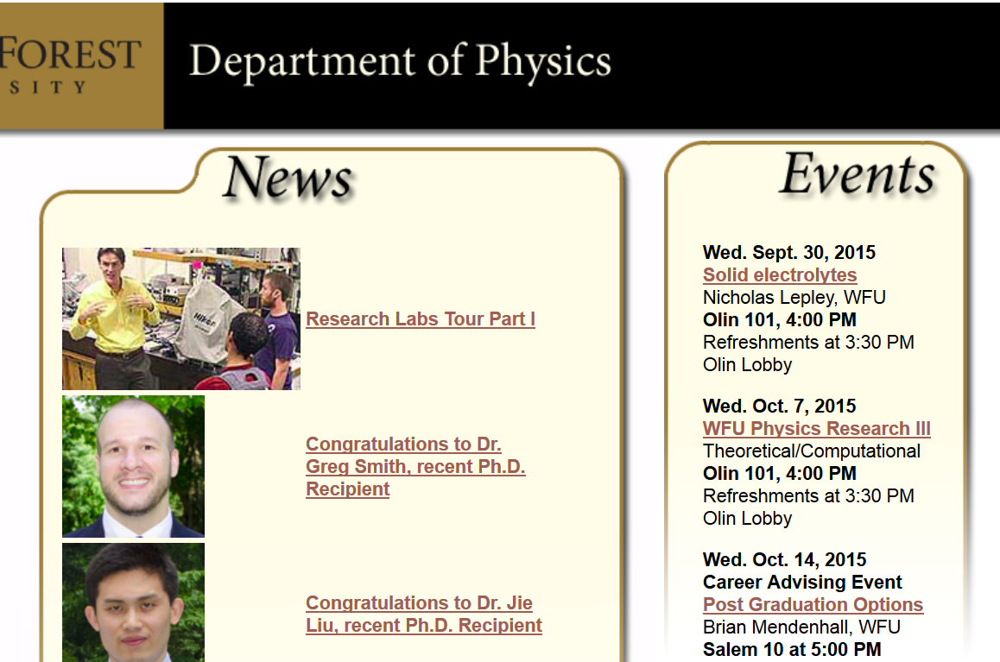 FOREST
SITY
Department of Physics
News
Nikon
Research Labs Tour Part I
Congratulations to Dr.
Greg Smith, recent Ph.D.
Recipient
Congratulations to Dr. Jie
Liu, recent Ph.D. Recipient
Events
Wed. Sept. 30, 2015
Solid electrolytes
Nicholas Lepley, WFU
Olin 101, 4:00 PM
Refreshments at 3:30 PM
Olin Lobby
Wed. Oct. 7, 2015
WFU Physics Research III
Theoretical/Computational
Olin 101, 4:00 PM
Refreshments at 3:30 PM
Olin Lobby
Wed. Oct. 14, 2015
Career Advising Event
Post Graduation Options
Brian Mendenhall, WFU
Salem 10 at 5:00 PM